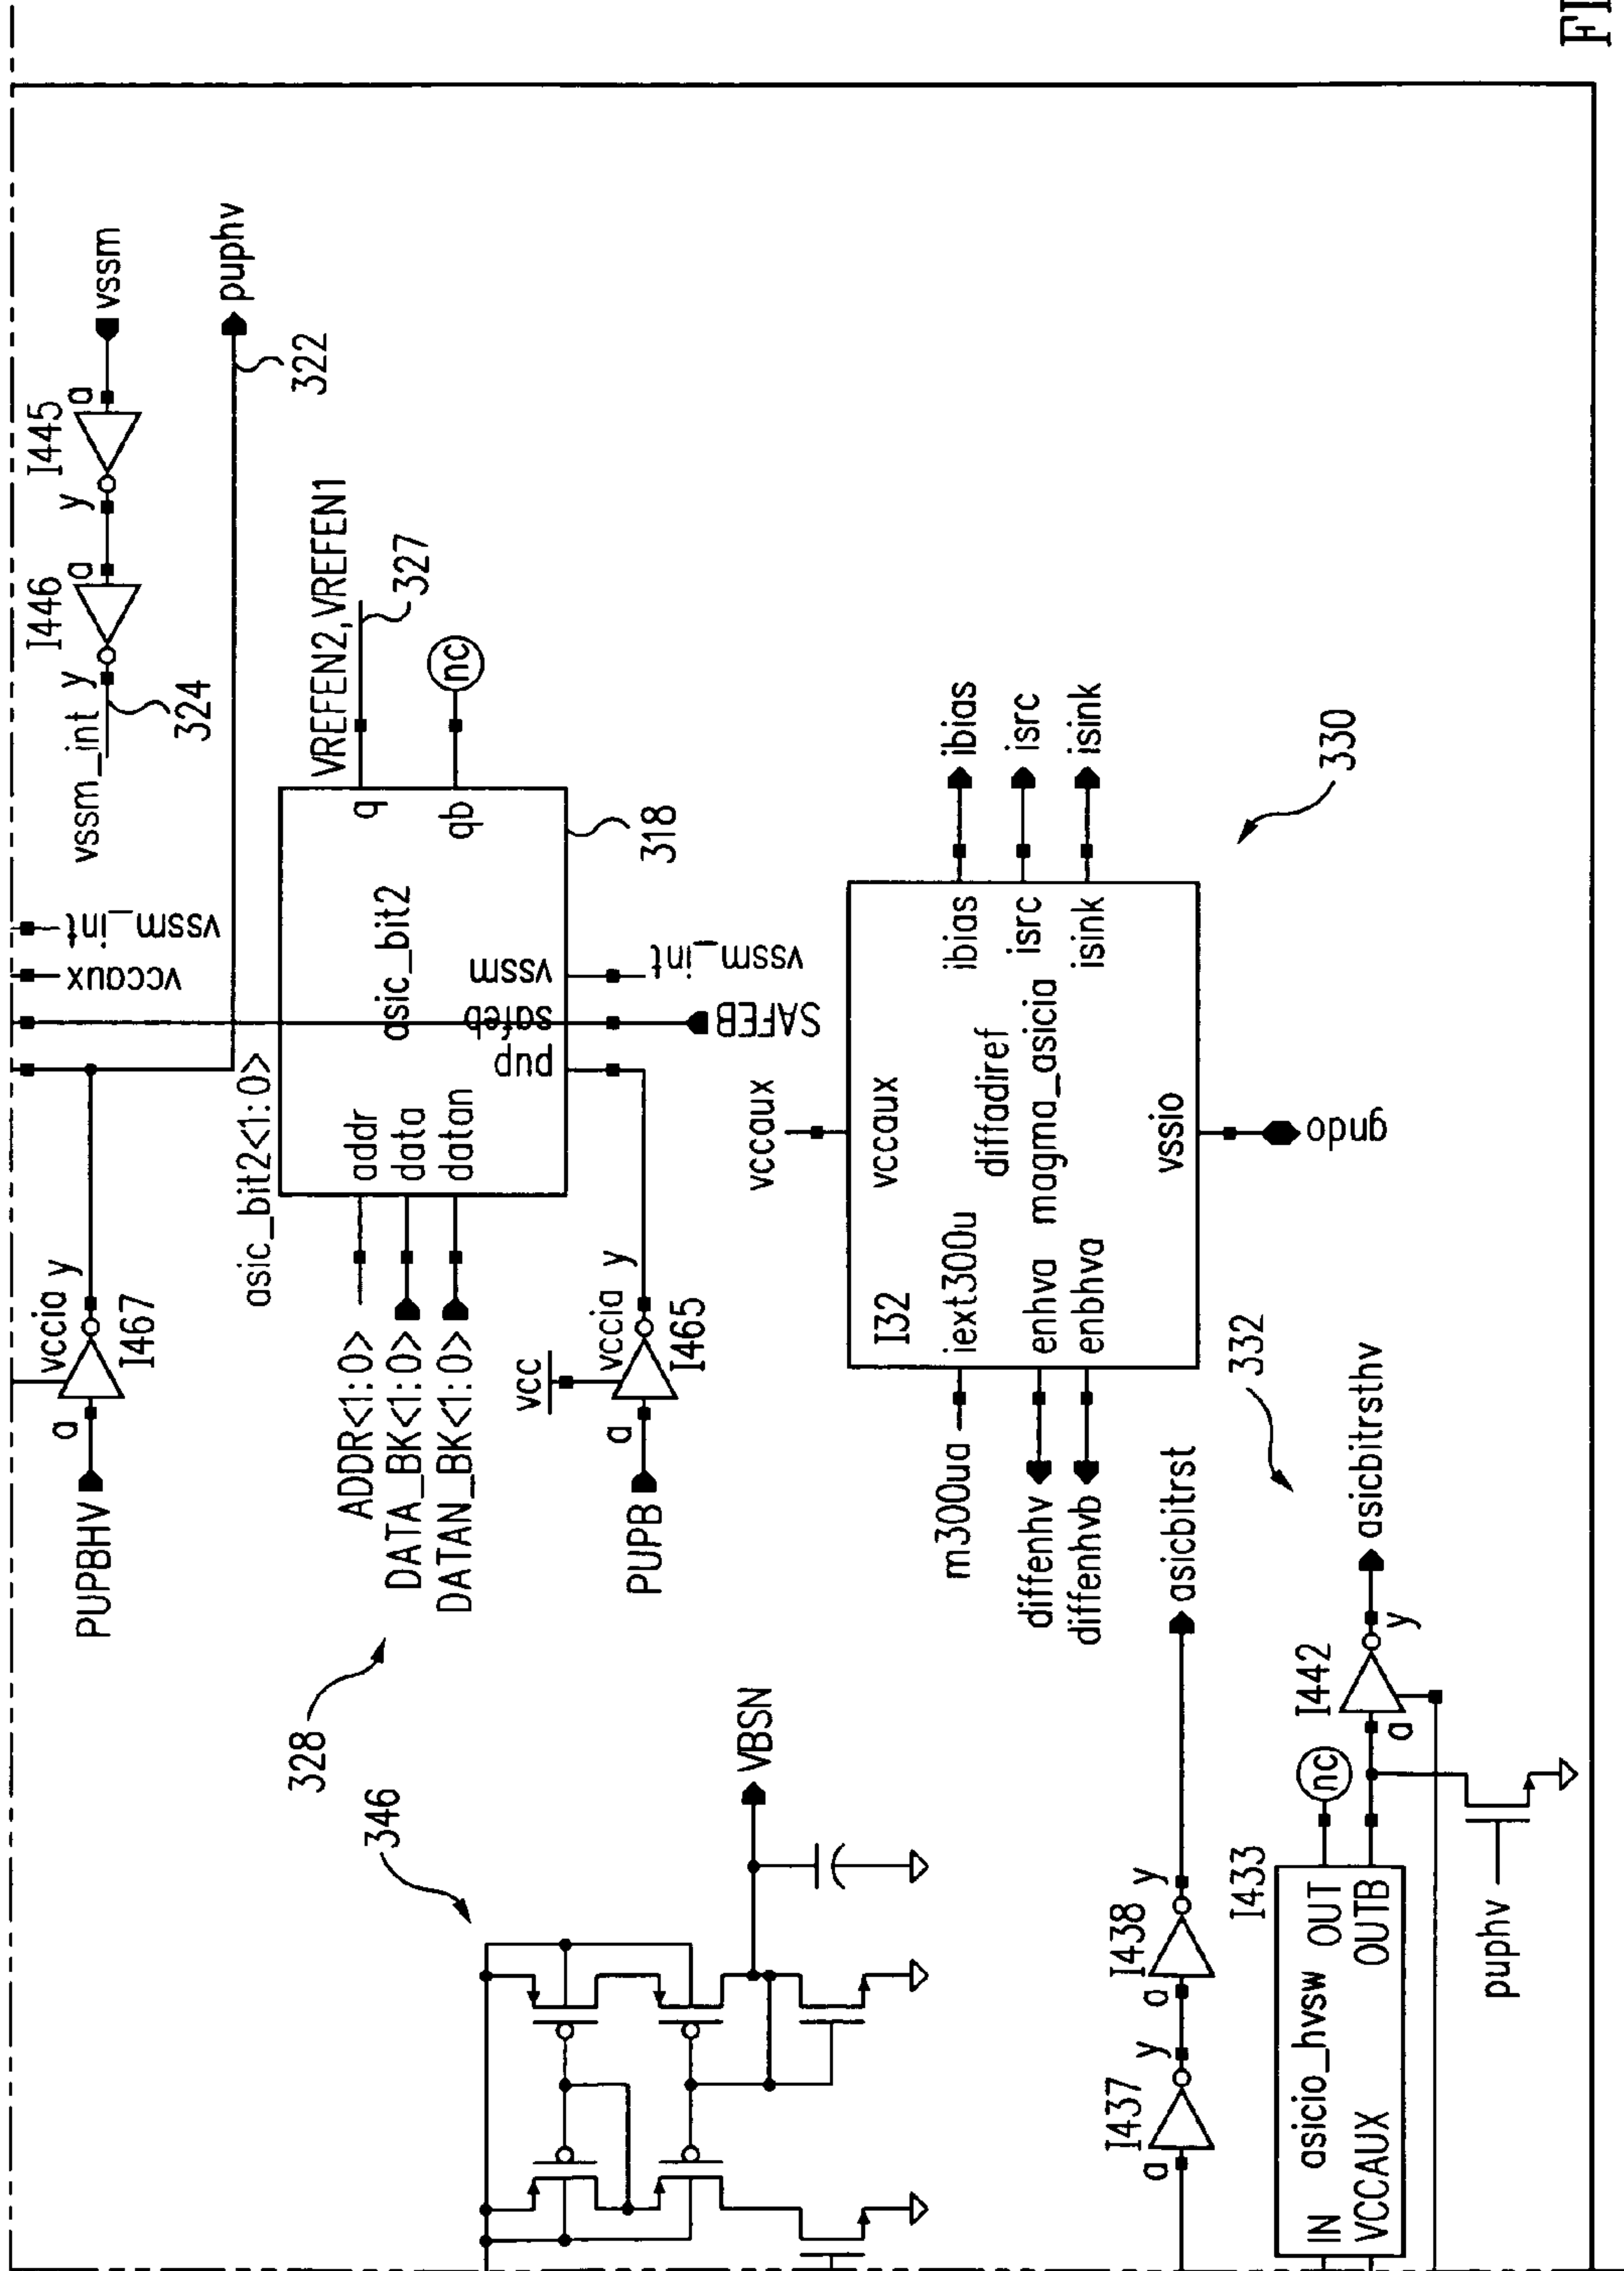 FI
vssm
I445
a
y
I446
a
y
vssm_int
324
puphv
322
vssm_int
vccaux
PUPBHV
a
vccia
y
I467
asic_bit2<1:0>
asic_bit2
addr
data
datan
pup
safeb
vssm
q
qb
VREFEN2,VREFEN1
327
nc
318
vssm_int
SAFEB
ADDR<1:0>
DATA_BK<1:0>
DATAN_BK<1:0>
328
PUPB
a
vcc
vccia
y
I465
346
VBSN
vccaux
vccaux
I32
diffadiref
magma_asicia
iext300u
enhva
enbhva
vssio
ibias
isrc
isink
ibias
isrc
isink
330
m300ua
diffenhv
diffenhvb
gndo
I437
a
y
I438
a
y
asicbitrst
332
I433
asicio_hvsw
IN
VCCAUX
OUT
OUTB
nc
I442
a
y
asicbitrsthv
puphv